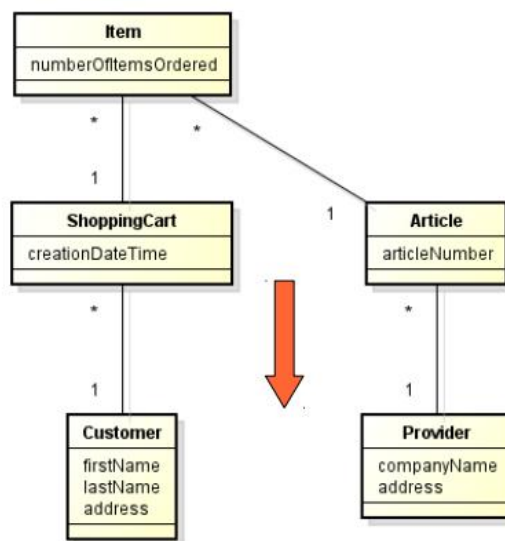 Item
numberOfItemsOrdered
*
*
1
1
ShoppingCart
creationDateTime
Article
articleNumber
*
*
1
1
Customer
firstName
lastName
address
Provider
companyName
address